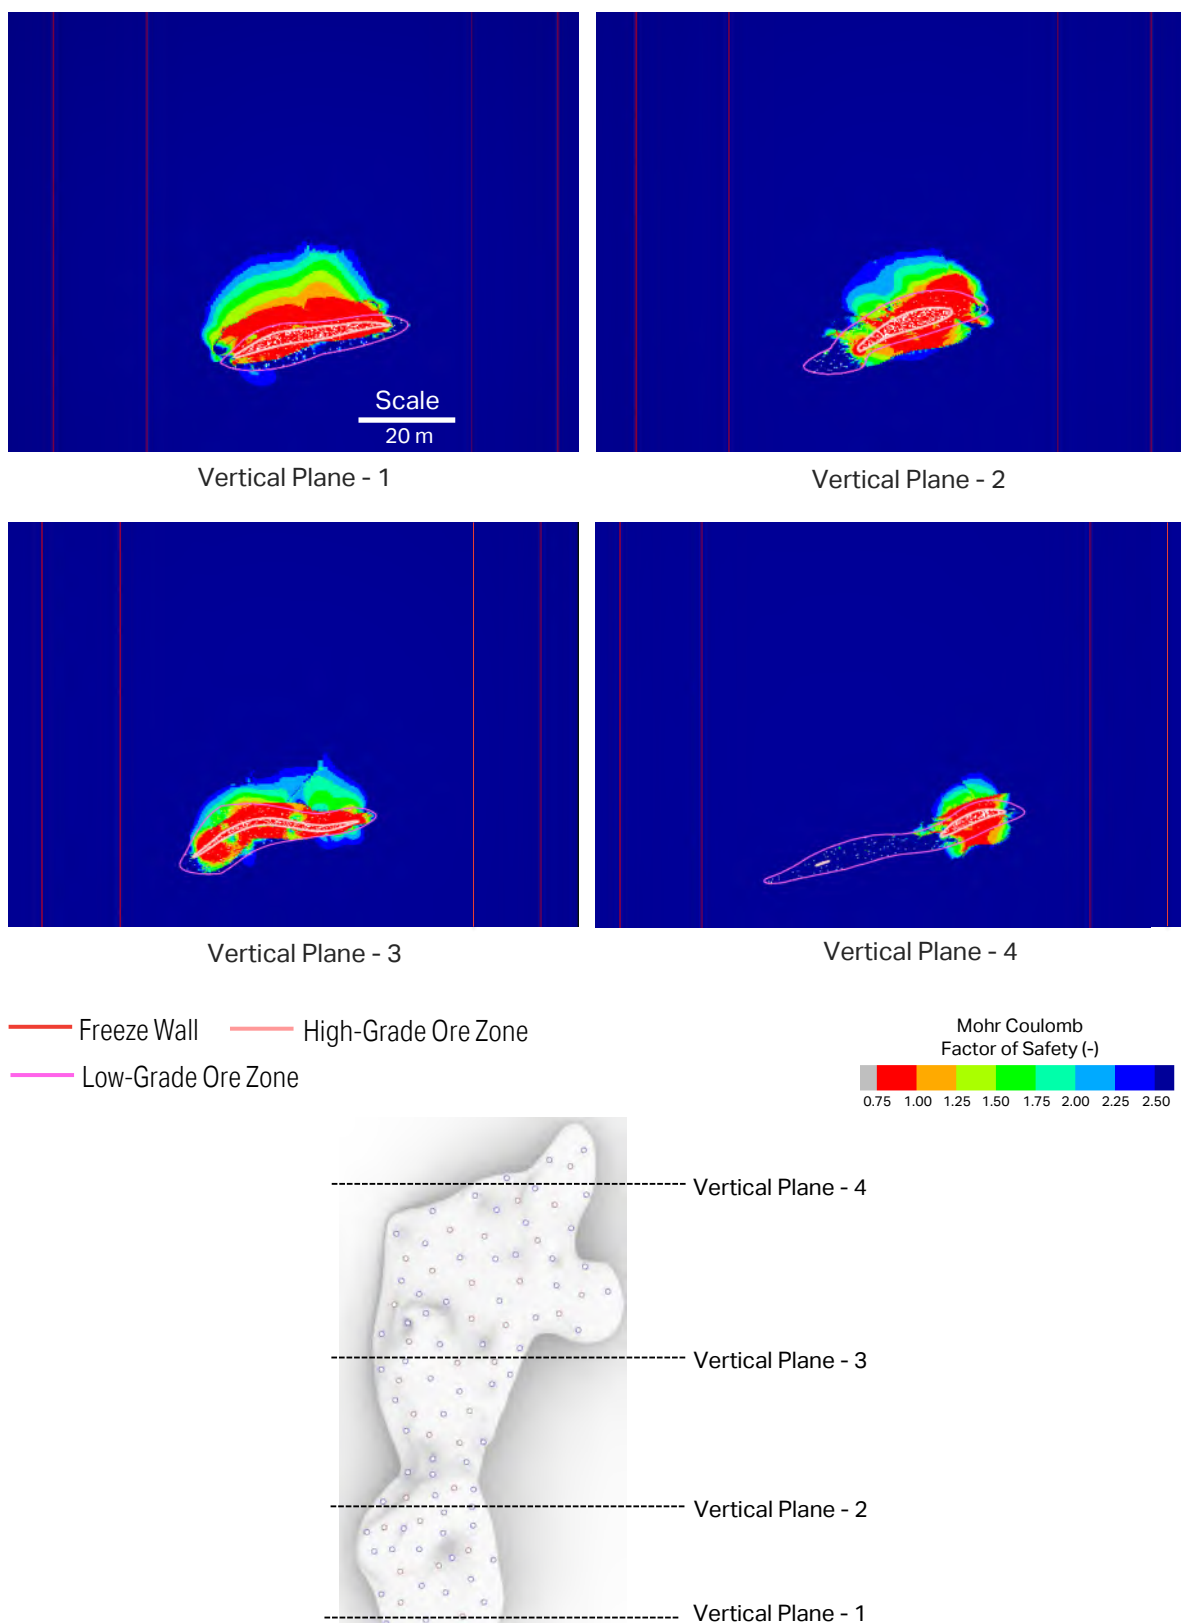 Scale
20 m
Vertical Plane - 1
Vertical Plane - 2
Vertical Plane - 3
Vertical Plane - 4
Freeze Wall
High-Grade Ore Zone
Low-Grade Ore Zone
Mohr Coulomb
Factor of Safety (-)
0.75 1.00 1.25 1.50 1.75 2.00 2.25 2.50
Vertical Plane - 4
Vertical Plane - 3
Vertical Plane - 2
Vertical Plane - 1